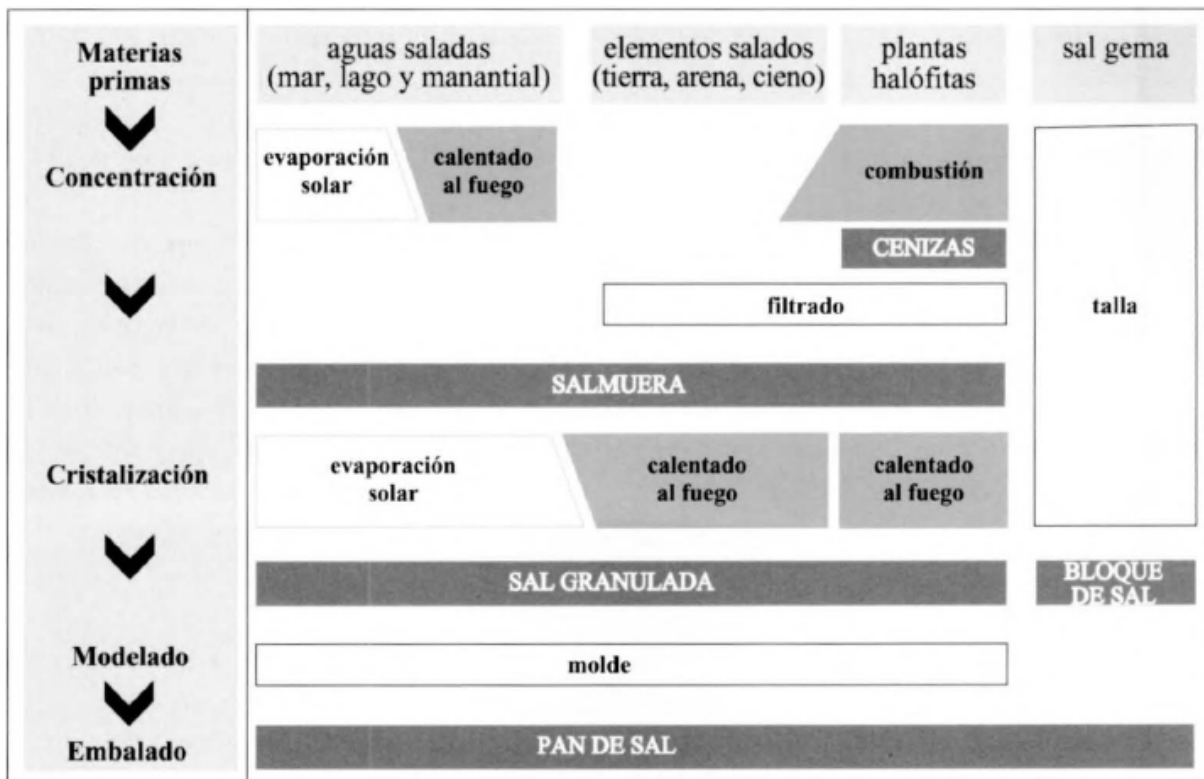 Materias
primas
aguas saladas
(mar, lago y manantial)
elementos salados
(tierra, arena, cieno)
plantas
halófitas
sal gema
Concentración
evaporación
solar
calentado
al fuego
combustión
CENIZAS
filtrado
talla
SALMUERA
Cristalización
evaporación
solar
calentado
al fuego
calentado
al fuego
SAL GRANULADA
BLOQUE
DE SAL
Modelado
molde
Embalado
PAN DE SAL